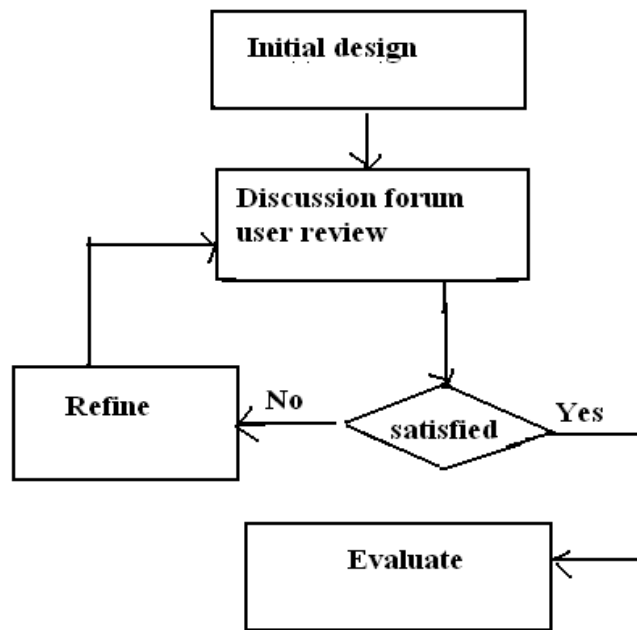 Initial design
Discussion forum
user review
Refine
No
satisfied
Yes
Evaluate